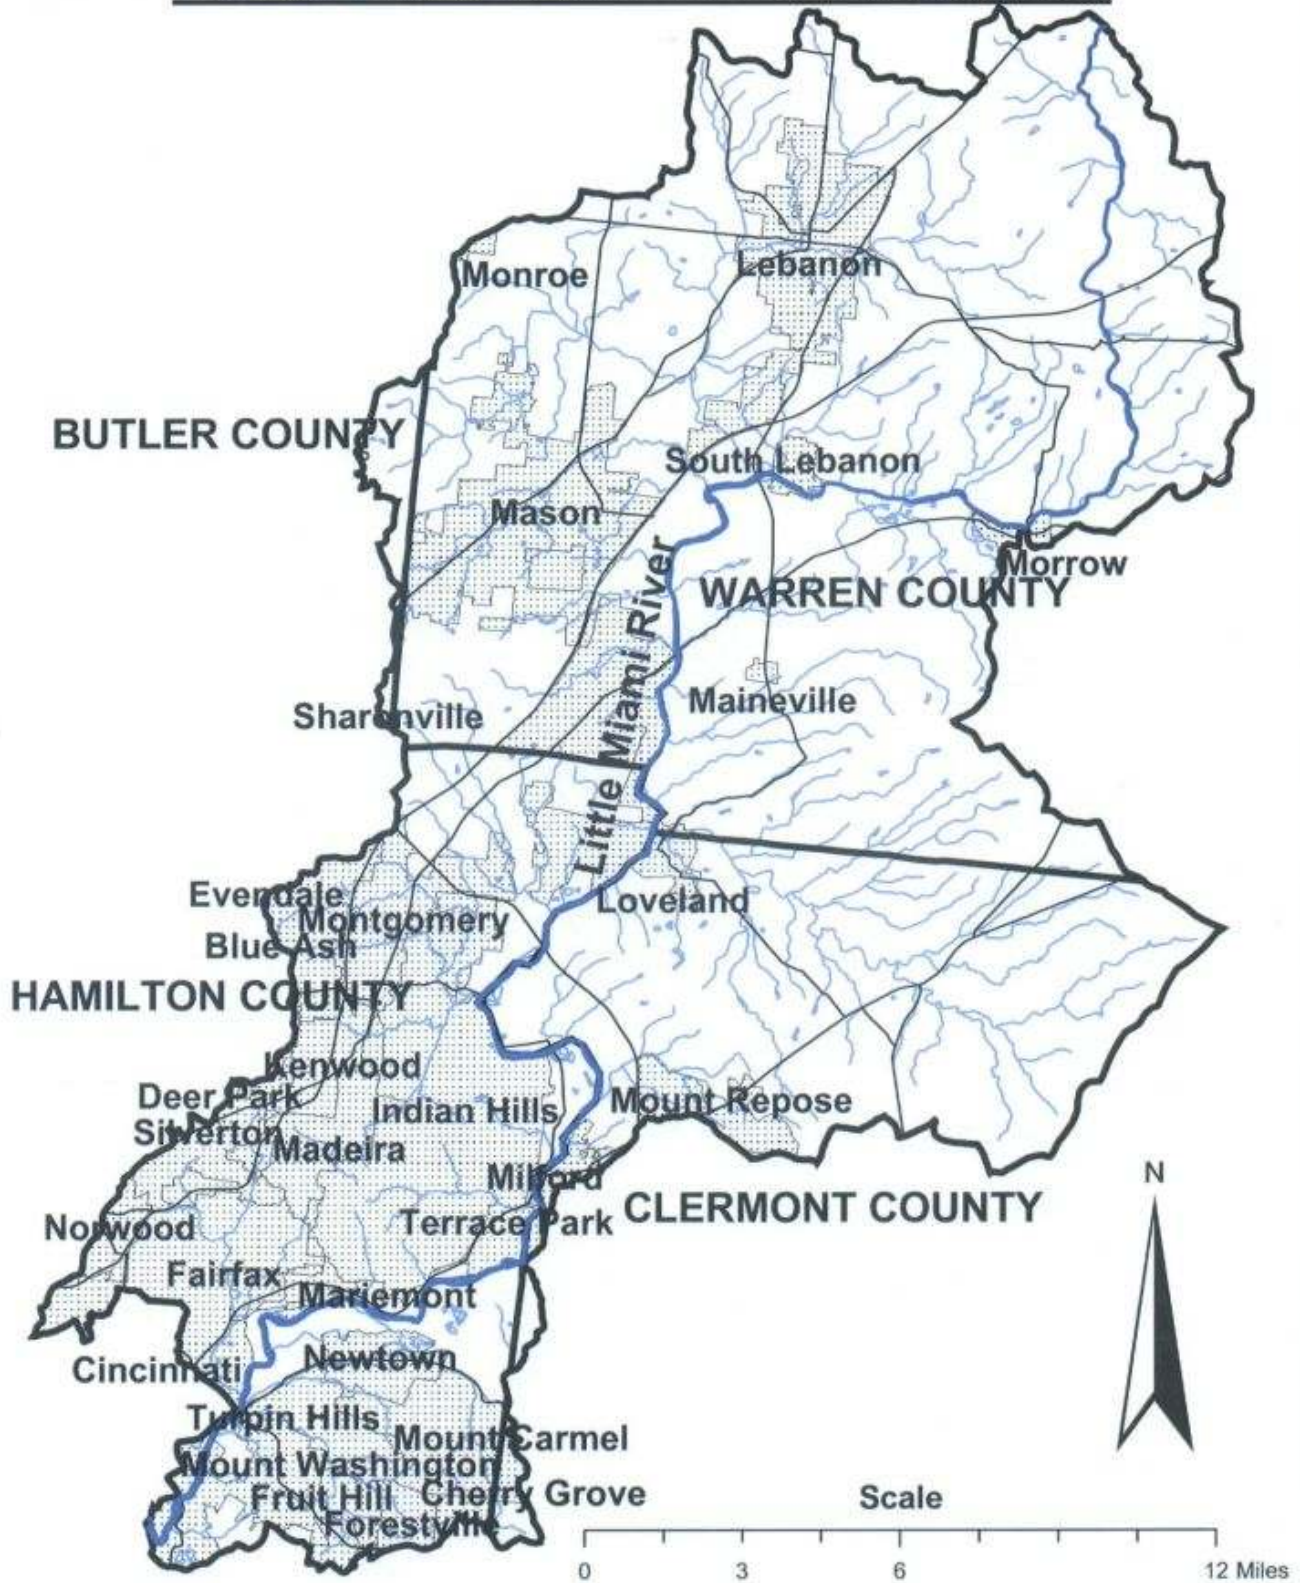 Monroe
Lebanon
BUTLER COUNTY
South Lebanon
Mason
Morrow
WARREN COUNTY
Little Miami River
Maineville
Sharonville
Evendale
Loveland
Montgomery
Blue Ash
HAMILTON COUNTY
Kenwood
Deer Park
Mount Repose
Indian Hills
Silverton
Madeira
Milford
N
CLERMONT COUNTY
Terrace Park
Norwood
Fairfax
Mariemont
Newtown
Cincinnati
Turpin Hills
Mount Carmel
Mount Washington
Cherry Grove
Fruit Hill
Scale
Forestville
0 3 6 12 Miles